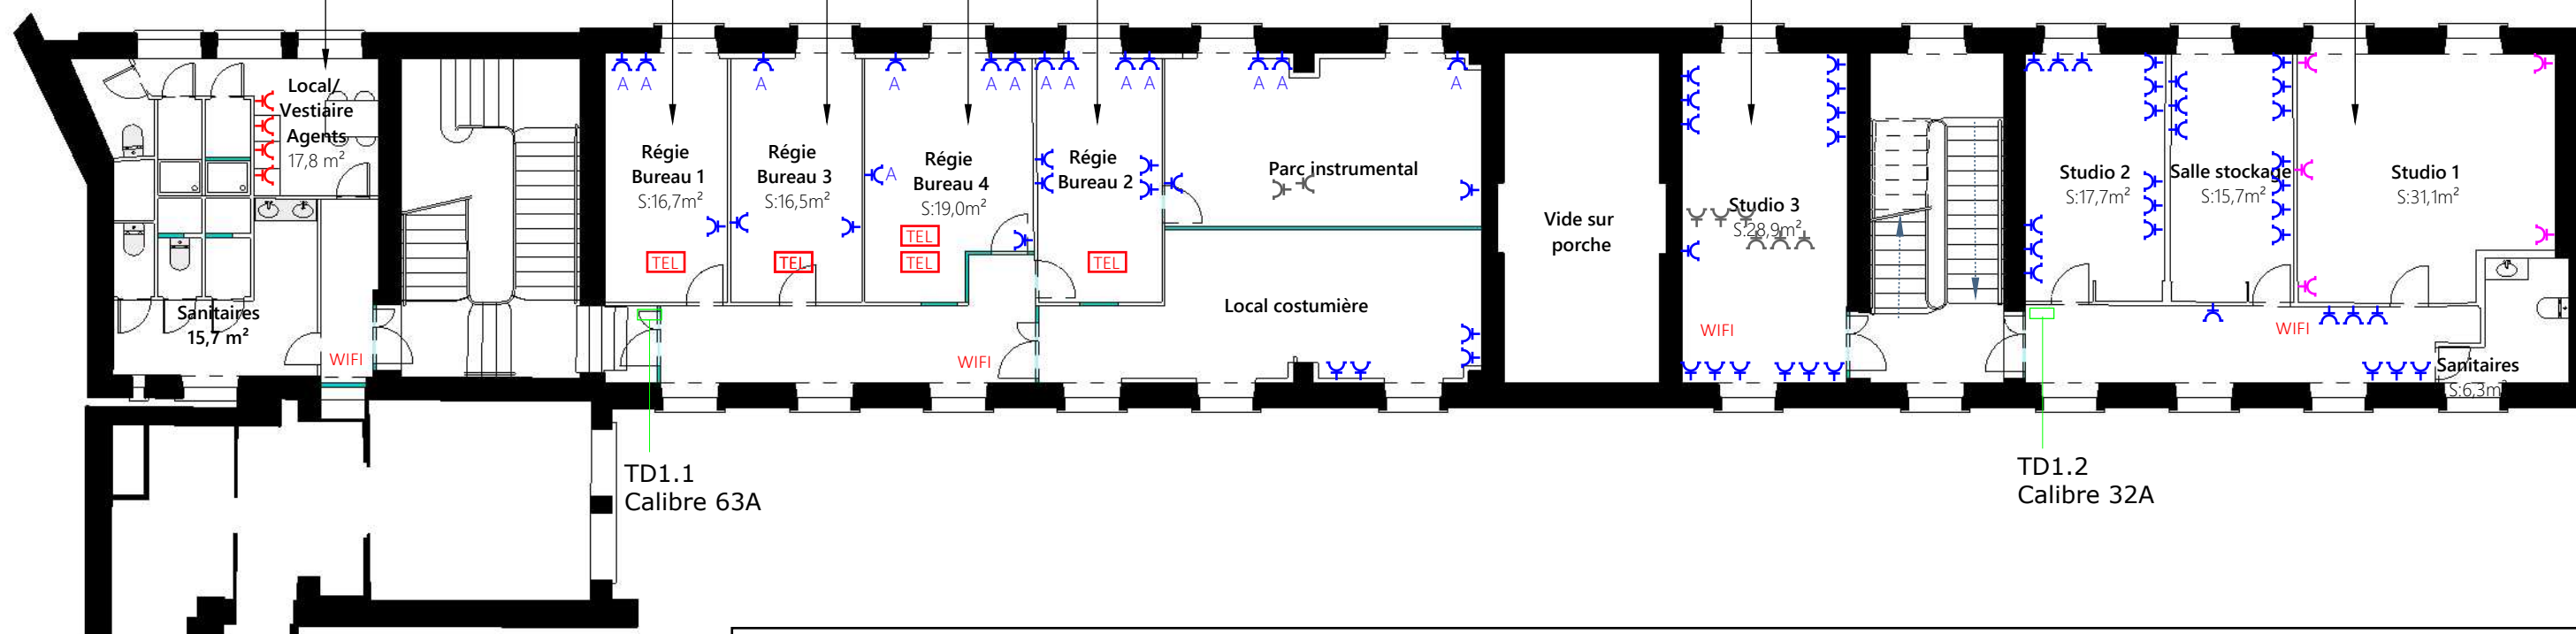 Local/
Vestiaire
Agents
17,8 m²
Sanitaires
15,7 m²
WIFI
A A
Régie
Bureau 1
S:16,7m²
TEL
A
Régie
Bureau 3
S:16,5m²
TEL
A
A A
A
Régie
Bureau 4
S:19,0m²
TEL
TEL
A A
A A
Régie
Bureau 2
TEL
WIFI
A A
A
Parc instrumental
Local costumière
Vide sur
porche
Studio 3
S:28,9m²
WIFI
Studio 2
S:17,7m²
Salle stockage
S:15,7m²
Studio 1
S:31,1m²
WIFI
Sanitaires
S:6,3m²
TD1.1
Calibre 63A
TD1.2
Calibre 32A